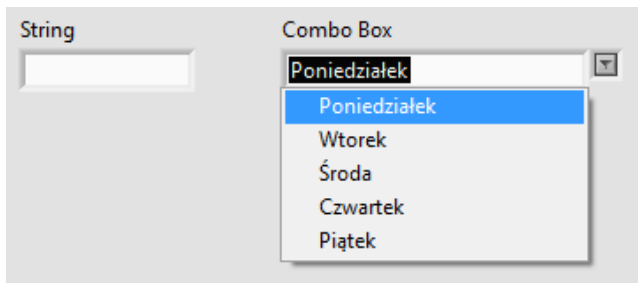 String
Combo Box
Poniedziałek
Poniedziałek
Wtorek
Środa
Czwartek
Piątek